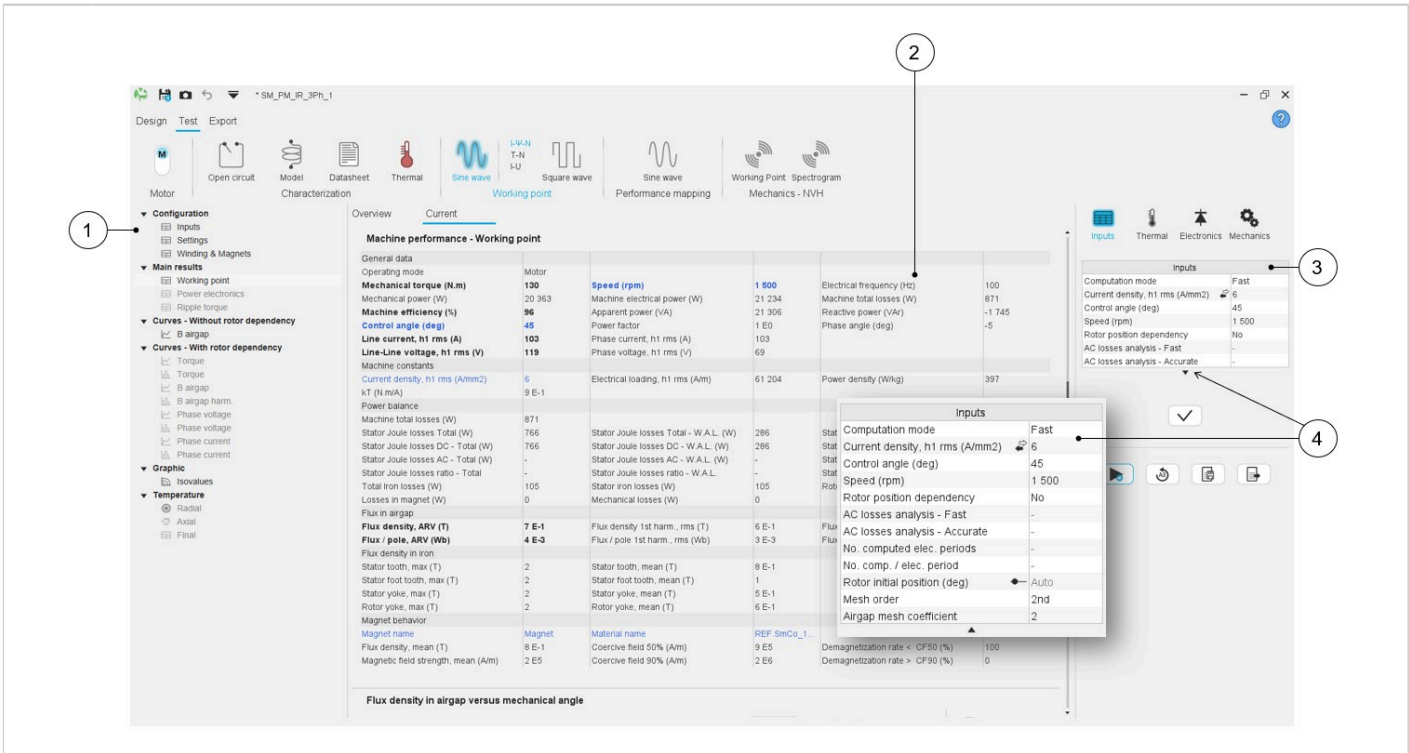 2
* SM_PM_IR_3Ph_1
Design Test Export
?
M
I-Ψ-N
T-N
I-U
Open circuit Model Datasheet Thermal Sine wave Square wave Sine wave Working Point Spectrogram
Motor Characterization Working point Performance mapping Mechanics - NVH
1
Configuration
Inputs
Settings
Winding & Magnets
Main results
Working point
Power electronics
Ripple torque
Curves - Without rotor dependency
B airgap
Curves - With rotor dependency
Torque
Torque
B airgap
B airgap harm.
Phase voltage
Phase voltage
Phase current
Phase current
Graphic
Isovalues
Temperature
Radial
Axial
Final
Overview Current
Machine performance - Working point
General data
Operating mode Motor
Mechanical torque (N.m) 130 Speed (rpm) 1 500 Electrical frequency (Hz) 100
Mechanical power (W) 20 363 Machine electrical power (W) 21 234 Machine total losses (W) 871
Machine efficiency (%) 96 Apparent power (VA) 21 306 Reactive power (VAr) -1 745
Control angle (deg) 45 Power factor 1 E0 Phase angle (deg) -5
Line current, h1 rms (A) 103 Phase current, h1 rms (A) 103
Line-Line voltage, h1 rms (V) 119 Phase voltage, h1 rms (V) 69
Machine constants
Current density, h1 rms (A/mm2) 6 Electrical loading, h1 rms (A/m) 61 204 Power density (W/kg) 397
kT (N.m/A) 9 E-1
Power balance
Machine total losses (W) 871
Stator Joule losses Total (W) 766 Stator Joule losses Total - W.A.L. (W) 286 Stat
Stator Joule losses DC - Total (W) 766 Stator Joule losses DC - W.A.L. (W) 286 Stat
Stator Joule losses AC - Total (W) - Stator Joule losses AC - W.A.L. (W) - Stat
Stator Joule losses ratio - Total - Stator Joule losses ratio - W.A.L. - Stat
Total Iron losses (W) 105 Stator iron losses (W) 105 Rot
Losses in magnet (W) 0 Mechanical losses (W) 0
Flux in airgap
Flux density, ARV (T) 7 E-1 Flux density 1st harm., rms (T) 6 E-1 Flux
Flux / pole, ARV (Wb) 4 E-3 Flux / pole 1st harm., rms (Wb) 3 E-3 Flux
Flux density in iron
Stator tooth, max (T) 2 Stator tooth, mean (T) 8 E-1
Stator foot tooth, max (T) 2 Stator foot tooth, mean (T) 1
Stator yoke, max (T) 2 Stator yoke, mean (T) 5 E-1
Rotor yoke, max (T) 2 Rotor yoke, mean (T) 6 E-1
Magnet behavior
Magnet name Magnet Material name REF.SmCo_1...
Flux density, mean (T) 8 E-1 Coercive field 50% (A/m) 9 E5 Demagnetization rate < CF50 (%) 100
Magnetic field strength, mean (A/m) 2 E5 Coercive field 90% (A/m) 2 E6 Demagnetization rate > CF90 (%) 0
Flux density in airgap versus mechanical angle
Inputs Thermal Electronics Mechanics
Inputs
3
Computation mode Fast
Current density, h1 rms (A/mm2) 6
Control angle (deg) 45
Speed (rpm) 1 500
Rotor position dependency No
AC losses analysis - Fast -
AC losses analysis - Accurate -
4
Inputs
Computation mode Fast
Current density, h1 rms (A/mm2) 6
Control angle (deg) 45
Speed (rpm) 1 500
Rotor position dependency No
AC losses analysis - Fast -
AC losses analysis - Accurate -
No. computed elec. periods -
No. comp. / elec. period -
Rotor initial position (deg) Auto
Mesh order 2nd
Airgap mesh coefficient 2